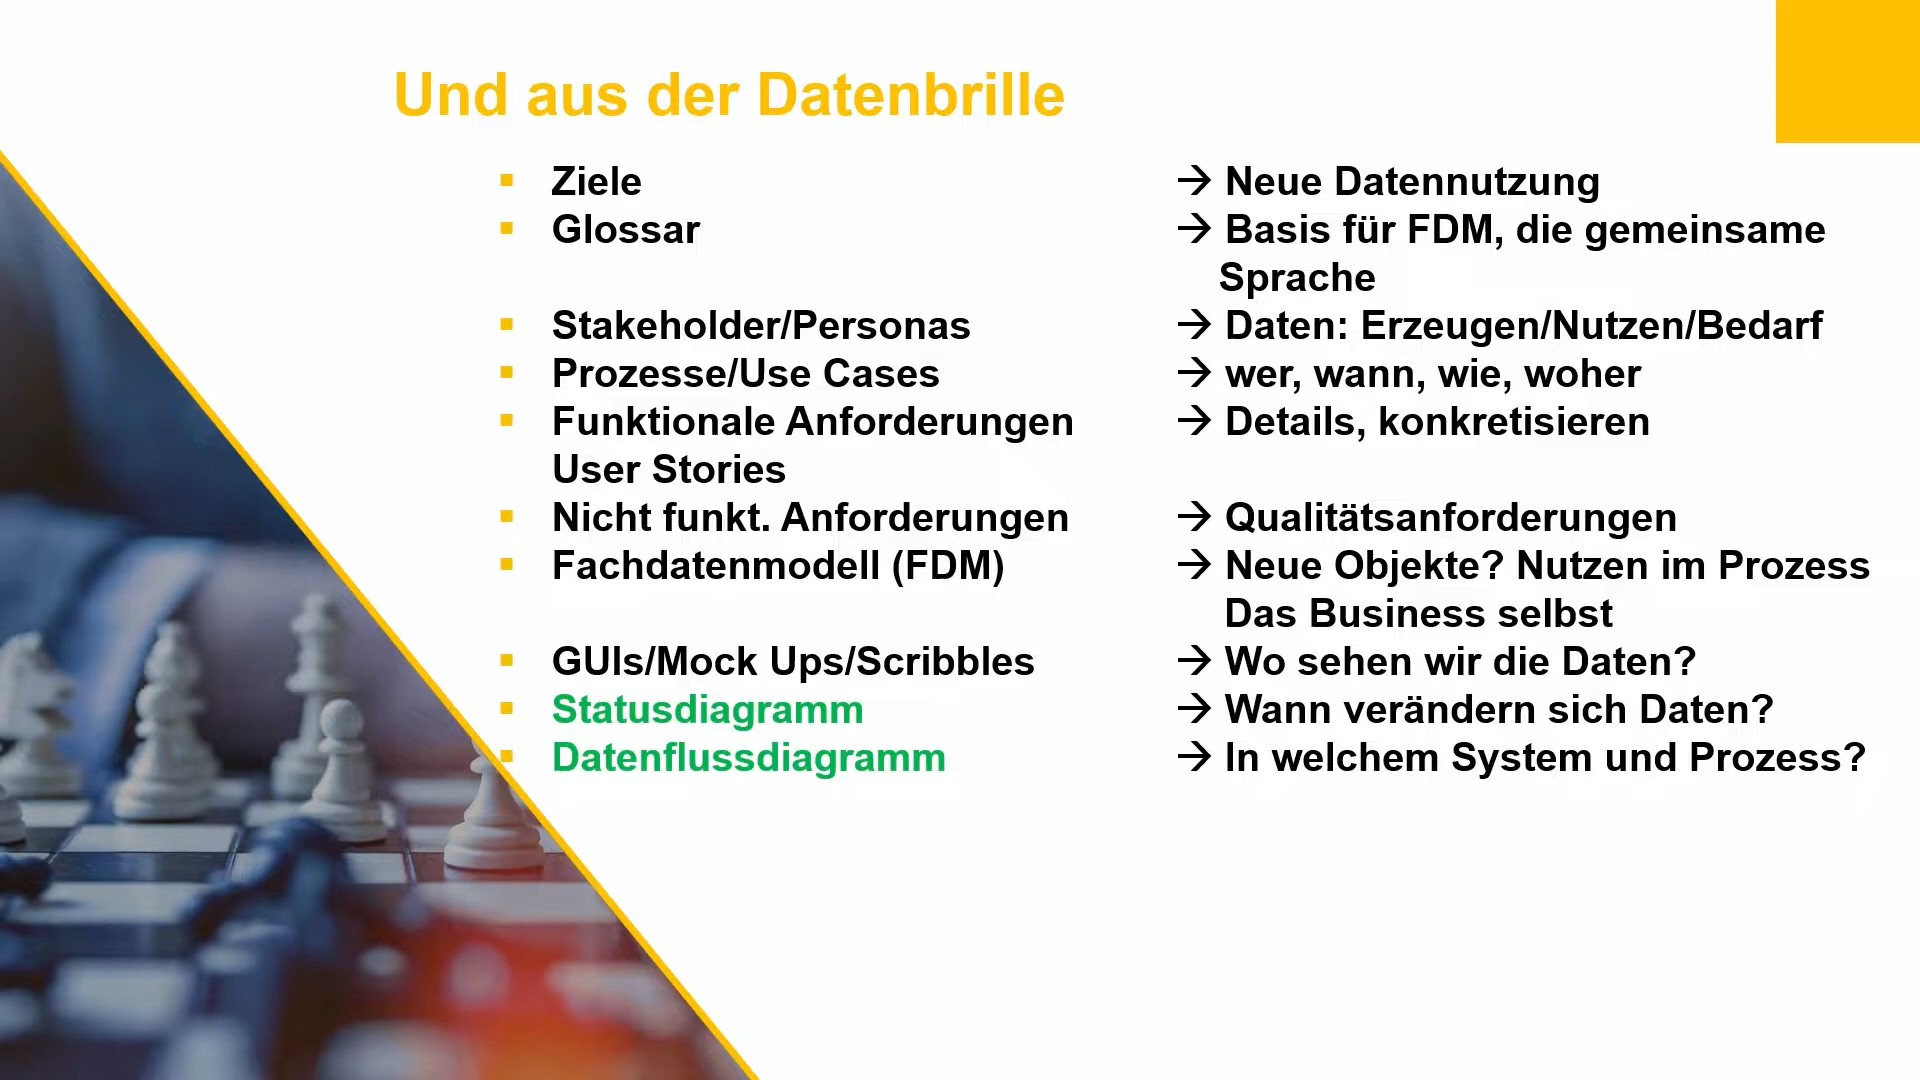 Und aus der Datenbrille
▪ Ziele → Neue Datennutzung
▪ Glossar → Basis für FDM, die gemeinsame
Sprache
▪ Stakeholder/Personas → Daten: Erzeugen/Nutzen/Bedarf
▪ Prozesse/Use Cases → wer, wann, wie, woher
▪ Funktionale Anforderungen → Details, konkretisieren
User Stories
▪ Nicht funkt. Anforderungen → Qualitätsanforderungen
▪ Fachdatenmodell (FDM) → Neue Objekte? Nutzen im Prozess
Das Business selbst
▪ GUIs/Mock Ups/Scribbles → Wo sehen wir die Daten?
▪ Statusdiagramm → Wann verändern sich Daten?
▪ Datenflussdiagramm → In welchem System und Prozess?